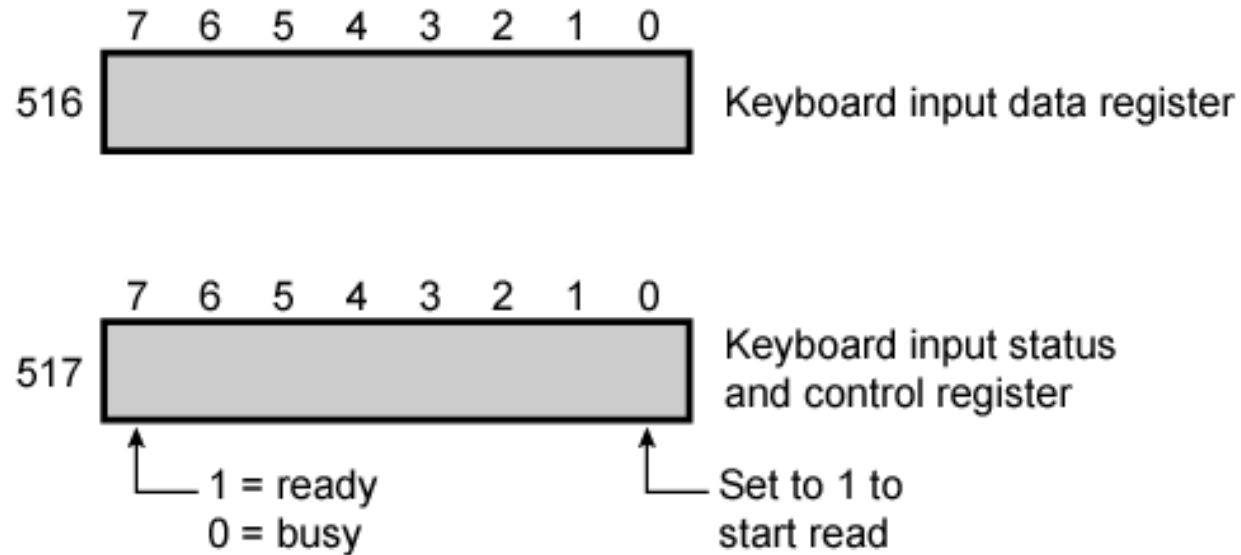 7 6 5 4 3 2 1 0
516 Keyboard input data register
7 6 5 4 3 2 1 0
517 Keyboard input status
and control register
1 = ready
0 = busy
Set to 1 to
start read